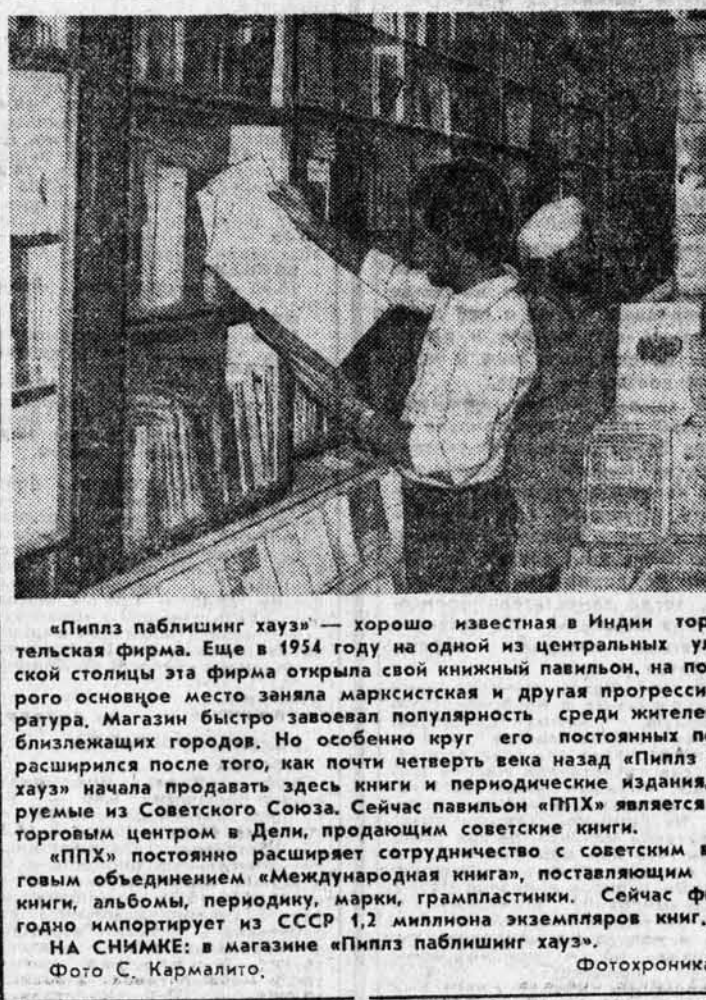 «Пиплз паблишинг хауз» — хорошо известная в Индии тор
тельская фирма. Еще в 1954 году на одной из центральных ул
ской столицы эта фирма открыла свой книжный павильон, на по
рого основное место заняла марксистская и другая прогресси
ратура. Магазин быстро завоевал популярность среди жителе
близлежащих городов. Но особенно круг его постоянных п
расширился после того, как почти четверть века назад «Пиплз
хауз» начала продавать здесь книги и периодические издания,
руемые из Советского Союза. Сейчас павильон «ППХ» является
торговым центром в Дели, продающим советские книги.
«ППХ» постоянно расширяет сотрудничество с советским в
говым объединением «Международная книга», поставляющим
книги, альбомы, периодику, марки, грампластинки. Сейчас ф
годно импортирует из СССР 1,2 миллиона экземпляров книг.
НА СНИМКЕ: в магазине «Пиплз паблишинг хауз».
Фото С. Кармалито.
Фотохроника